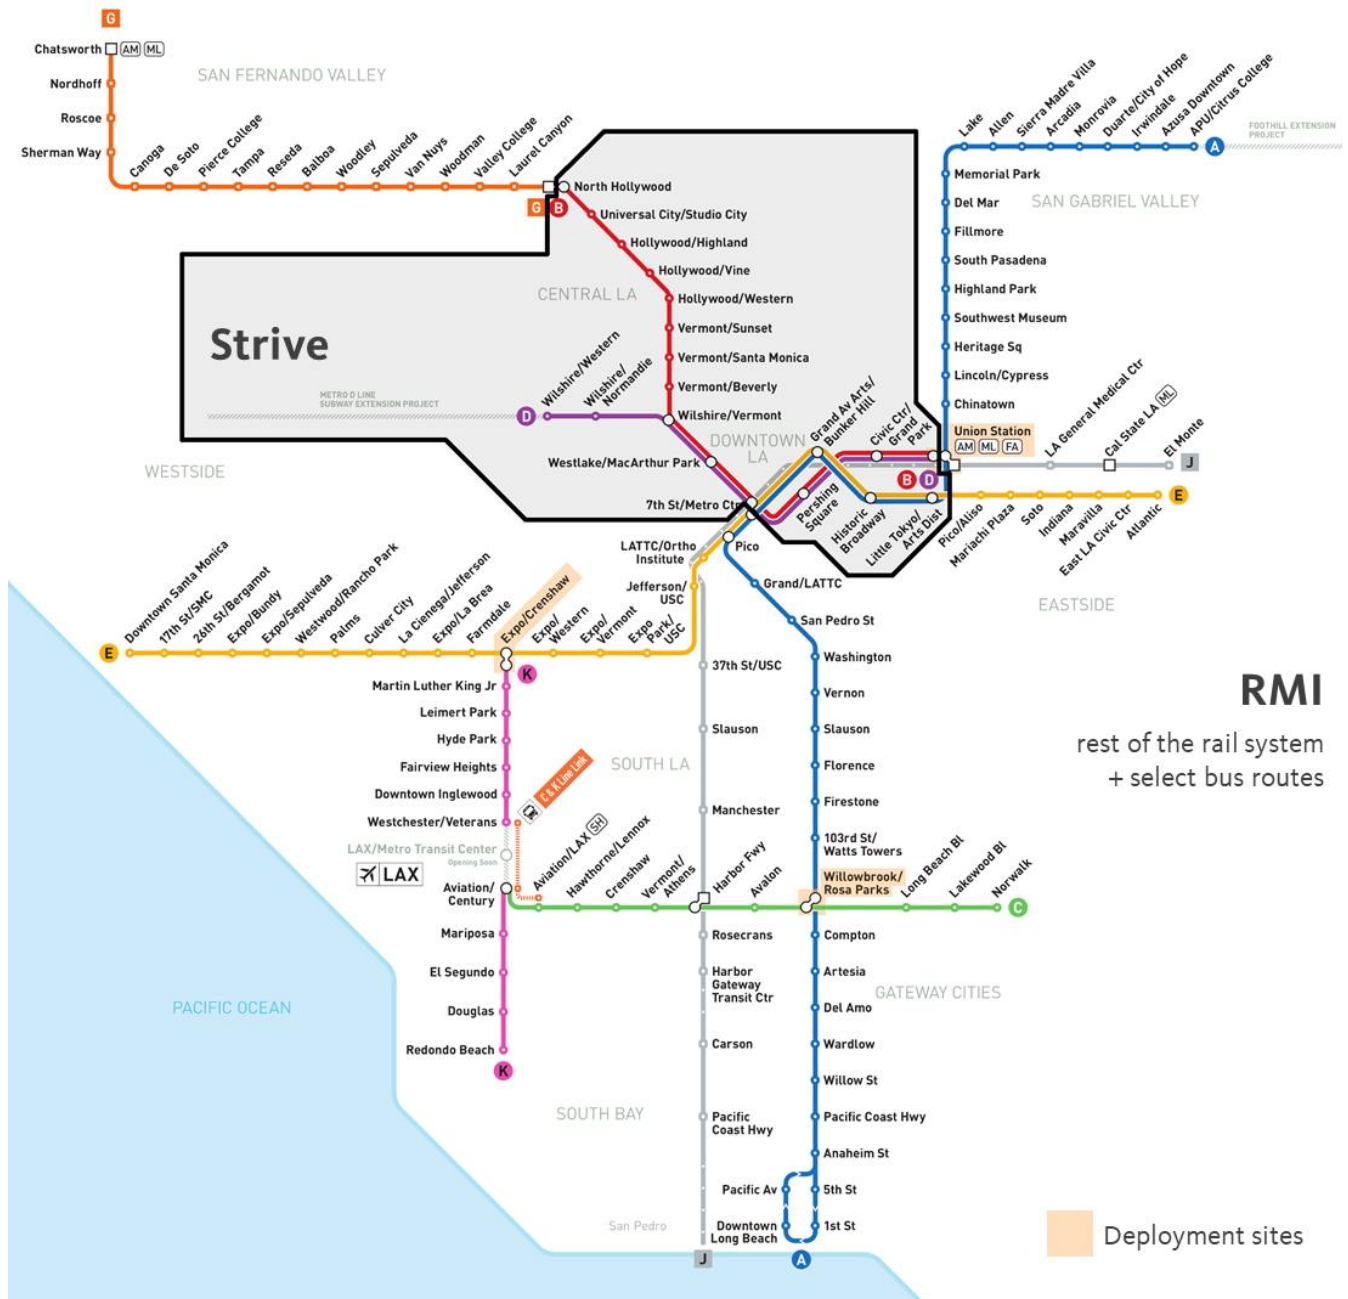 G
Chatsworth
AM ML
Nordhoff
Roscoe
Sherman Way
SAN FERNANDO VALLEY
Canoga
De Soto
Pierce College
Tampa
Reseda
Balboa
Woodley
Sepulveda
Van Nuys
Woodman
Valley College
Laurel Canyon
G
B
North Hollywood
Universal City/Studio City
Hollywood/Highland
Hollywood/Vine
Hollywood/Western
Vermont/Sunset
Vermont/Santa Monica
Vermont/Beverly
Wilshire/Vermont
CENTRAL LA
Strive
METRO D LINE
SUBWAY EXTENSION PROJECT
D
Wilshire/Western
Wilshire/
Normandie
Westlake/MacArthur Park
7th St/Metro Ctr
DOWNTOWN
LA
Grand Av Arts/
Bunker Hill
Civic Ctr/
Grand
Park
B
D
Pershing
Square
Historic
Broadway
Little Tokyo/
Arts Dist
WESTSIDE
Lake
Allen
Sierra Madre Villa
Arcadia
Monrovia
Duarte/City of Hope
Irwindale
Azusa Downtown
APU/Citrus College
A
FOOTHILL EXTENSION
PROJECT
Memorial Park
Del Mar
Fillmore
South Pasadena
Highland Park
Southwest Museum
Heritage Sq
Lincoln/Cypress
Chinatown
SAN GABRIEL VALLEY
Union Station
AM ML FA
LA General Medical Ctr
Cal State LA ML
El Monte
J
E
Pico/Aliso
Mariachi Plaza
Soto
Indiana
Maravilla
East LA Civic Ctr
Atlantic
EASTSIDE
LATTC/Ortho
Institute
Pico
Jefferson/
USC
Grand/LATTC
San Pedro St
E
Downtown Santa Monica
17th St/SMC
26th St/Bergamot
Expo/Bundy
Expo/Sepulveda
Westwood/Rancho Park
Palms
Culver City
La Cienega/Jefferson
Expo/La Brea
Farmdale
Expo/Crenshaw
Expo/
Western
Expo/
Vermont
Expo
Park/
USC
K
Martin Luther King Jr
Leimert Park
Hyde Park
Fairview Heights
Downtown Inglewood
Westchester/Veterans
LAX/Metro Transit Center
Opening Soon
LAX
C & K Line Link
Aviation/
Century
Mariposa
El Segundo
Douglas
Redondo Beach
K
37th St/USC
Slauson
SOUTH LA
Manchester
Aviation/LAX SH
Hawthorne/Lennox
Crenshaw
Vermont/
Athens
Harbor Fwy
Avalon
Long Beach Bl
Lakewood Bl
Norwalk
C
Washington
Vernon
Slauson
Florence
Firestone
103rd St/
Watts Towers
Willowbrook/
Rosa Parks
Rosecrans
Harbor
Gateway
Transit Ctr
Carson
Pacific
Coast Hwy
Compton
Artesia
Del Amo
Wardlow
Willow St
Pacific Coast Hwy
Anaheim St
Pacific Av
5th St
Downtown
Long Beach
1st St
J
A
GATEWAY CITIES
SOUTH BAY
San Pedro
PACIFIC OCEAN
RMI
rest of the rail system
+ select bus routes
Deployment sites